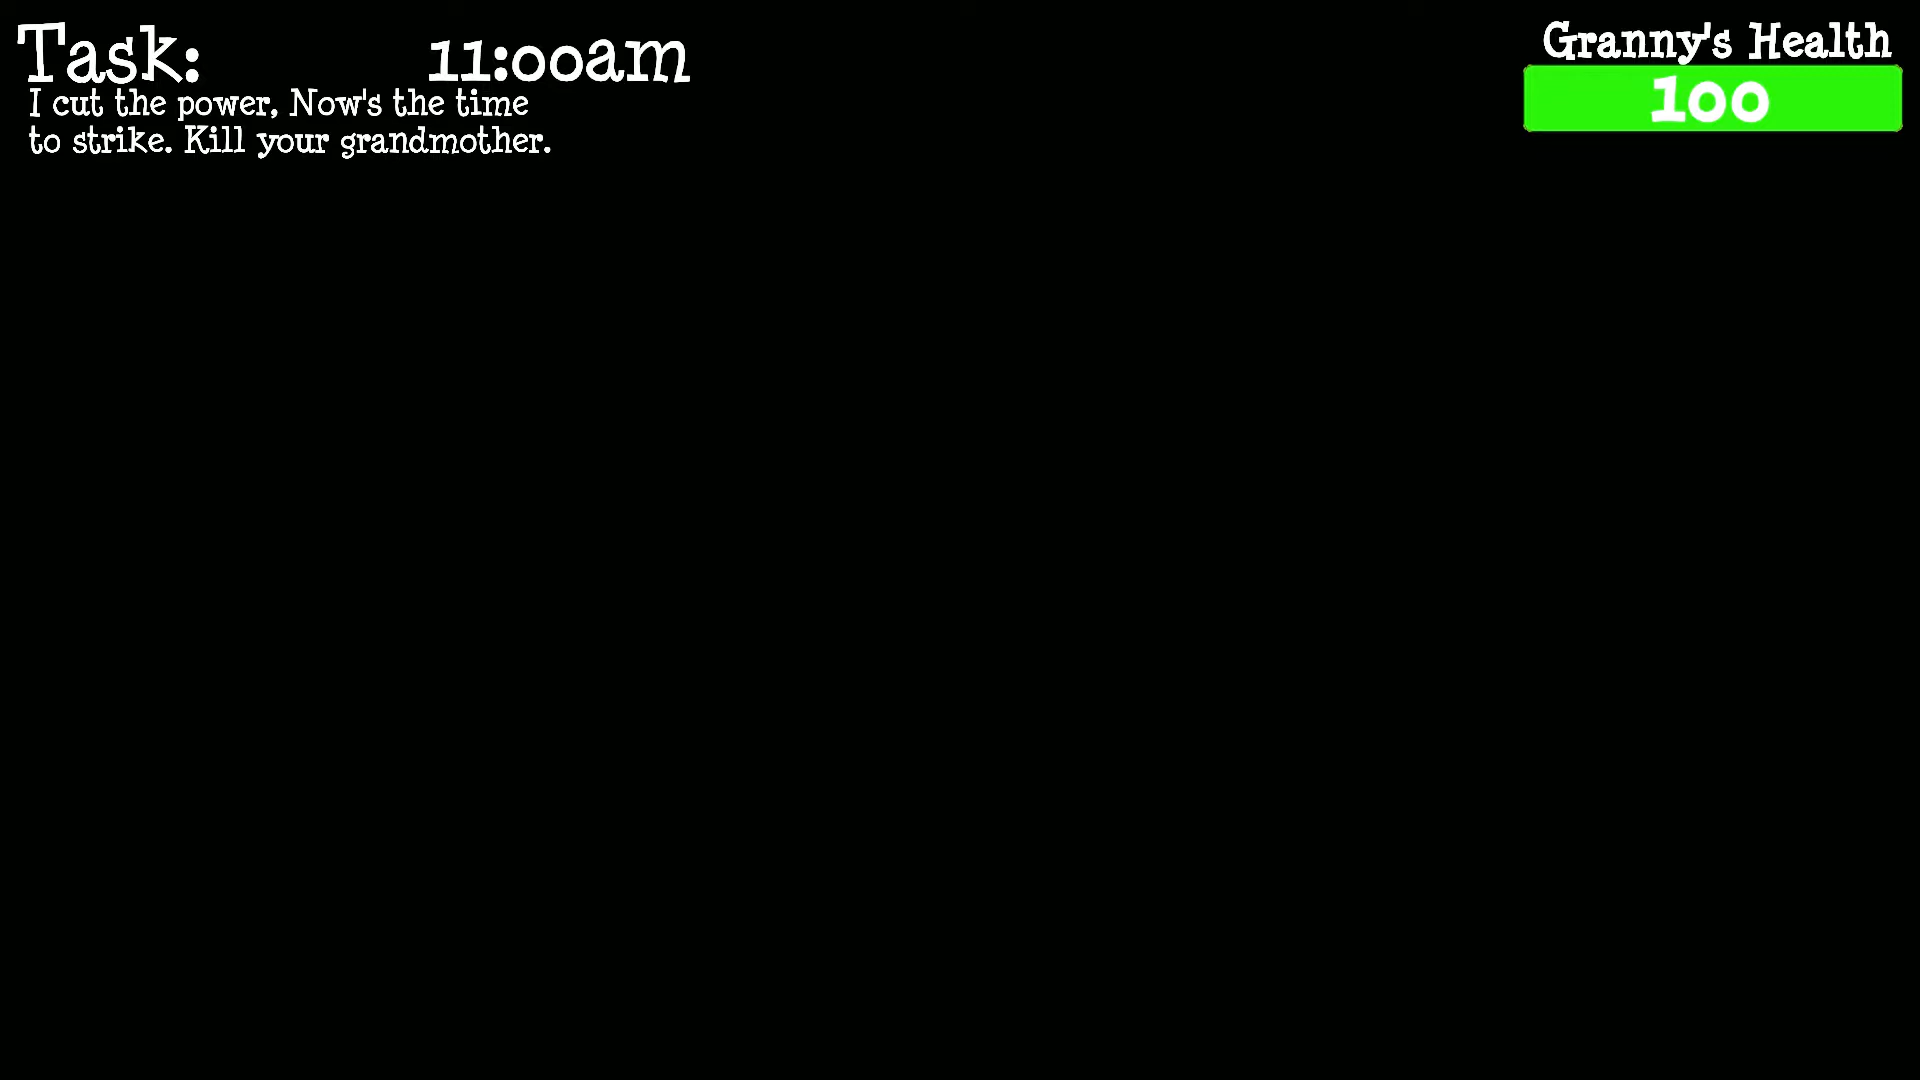 Task:
11:00am
I cut the power, Now's the time
to strike. Kill your grandmother.
Granny's Health
100